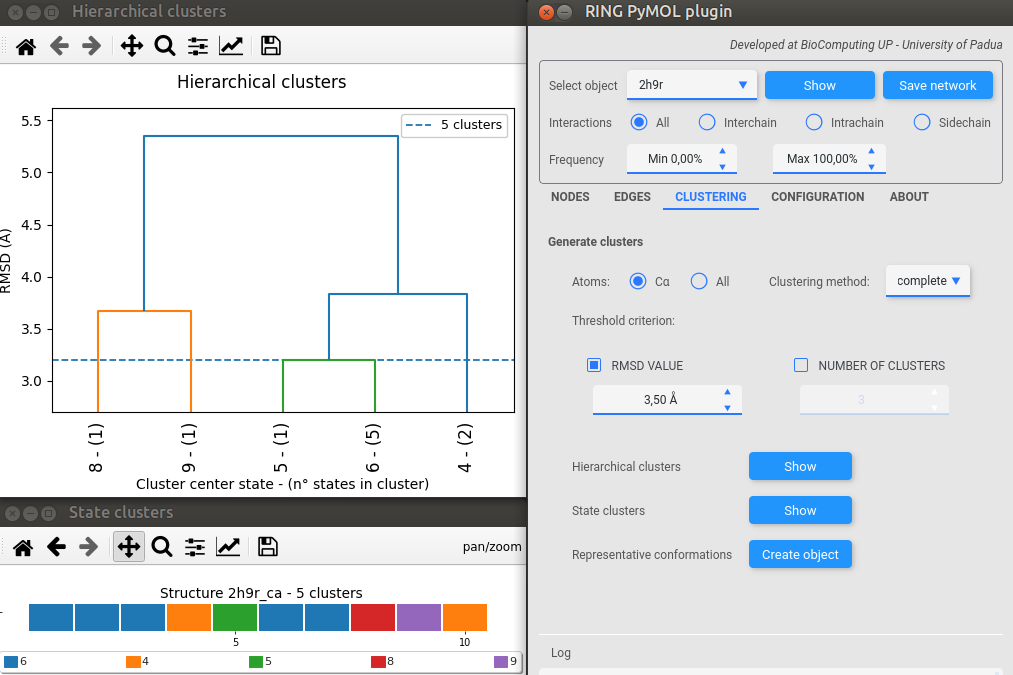 Hierarchical clusters
Hierarchical clusters
5 clusters
5.5
5.0
4.5
4.0
3.5
3.0
RMSD (A)
8 - (1)
9 - (1)
5 - (1)
6 - (5)
4 - (2)
Cluster center state - (n° states in cluster)
State clusters
pan/zoom
Structure 2h9r_ca - 5 clusters
5 10
6 4 5 8 9
RING PyMOL plugin
Developed at BioComputing UP - University of Padua
Select object 2h9r Show Save network
Interactions All Interchain Intrachain Sidechain
Frequency Min 0,00% Max 100,00%
NODES EDGES CLUSTERING CONFIGURATION ABOUT
Generate clusters
Atoms: Cα All Clustering method: complete
Threshold criterion:
RMSD VALUE NUMBER OF CLUSTERS
3,50 Å 3
Hierarchical clusters Show
State clusters Show
Representative conformations Create object
Log